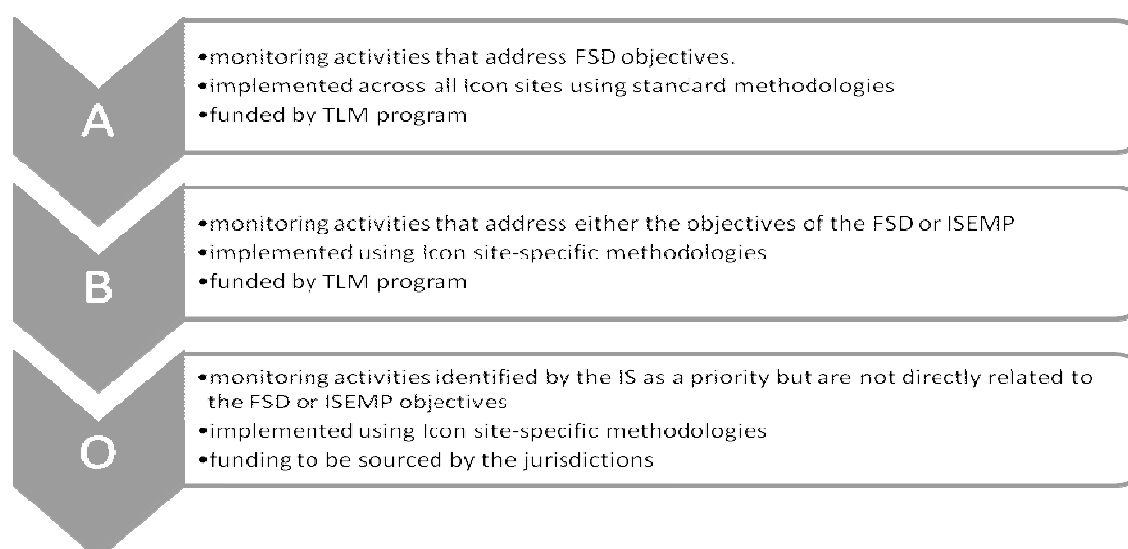 A
•monitoring activities that address FSD objectives.
•implemented across all Icon sites using standard methodologies
•funded by TLM program
B
•monitoring activities that address either the objectives of the FSD or ISEMP
•implemented using Icon site-specific methodologies
•funded by TLM program
O
•monitoring activities identified by the IS as a priority but are not directly related to
the FSD or ISEMP objectives
•implemented using Icon site-specific methodologies
•funding to be sourced by the jurisdictions